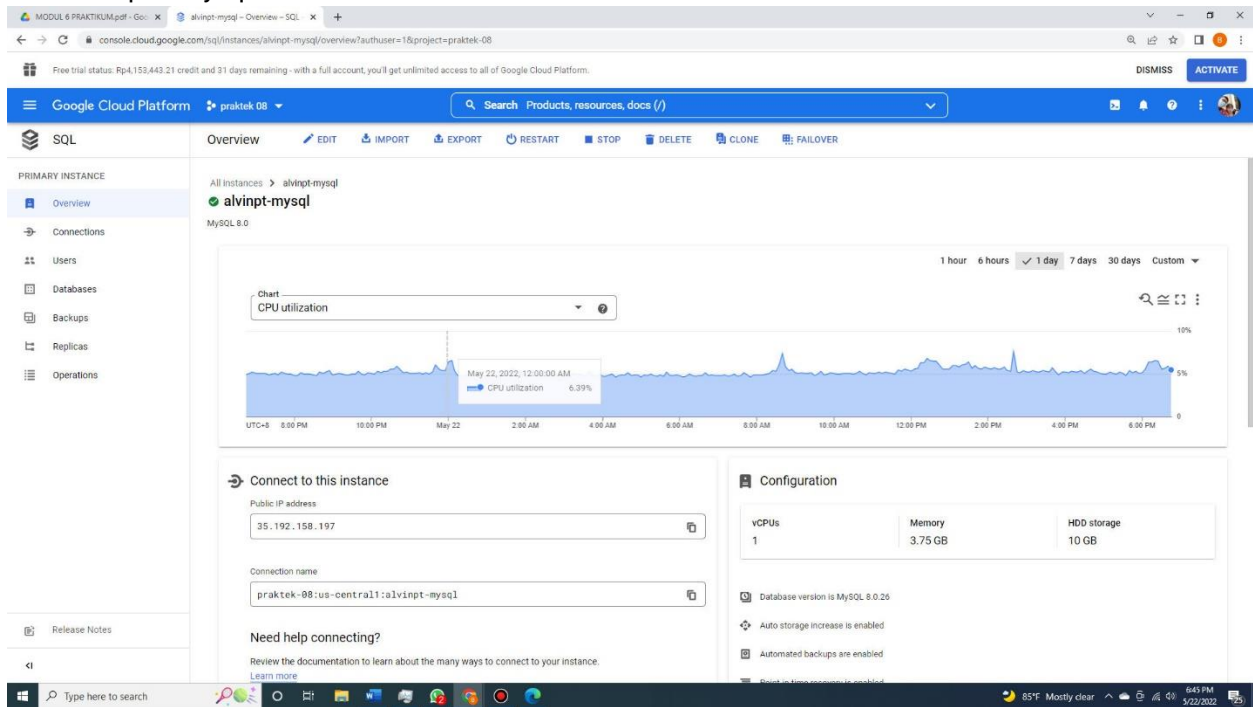 MODUL 6 PRAKTIKUM.pdf - Goo
alvinpt-mysql – Overview – SQL
console.cloud.google.com/sql/instances/alvinpt-mysql/overview?authuser=1&project=praktek-08
Free trial status: Rp4,153,443.21 credit and 31 days remaining - with a full account, you'll get unlimited access to all of Google Cloud Platform.
DISMISS
ACTIVATE
Google Cloud Platform
praktek 08
Search Products, resources, docs (/)
SQL
Overview
EDIT
IMPORT
EXPORT
RESTART
STOP
DELETE
CLONE
FAILOVER
PRIMARY INSTANCE
Overview
Connections
Users
Databases
Backups
Replicas
Operations
Release Notes
All instances > alvinpt-mysql
alvinpt-mysql
MySQL 8.0
1 hour 6 hours 1 day 7 days 30 days Custom
Chart
CPU utilization
10%
May 22, 2022, 12:00:00 AM
CPU utilization 6.39%
5%
0
UTC+8 8:00 PM 10:00 PM May 22 2:00 AM 4:00 AM 6:00 AM 8:00 AM 10:00 AM 12:00 PM 2:00 PM 4:00 PM 6:00 PM
Connect to this instance
Public IP address
35.192.158.197
Connection name
praktek-08:us-central1:alvinpt-mysql
Need help connecting?
Review the documentation to learn about the many ways to connect to your instance.
Learn more
Configuration
vCPUs Memory HDD storage
1 3.75 GB 10 GB
Database version is MySQL 8.0.26
Auto storage increase is enabled
Automated backups are enabled
Point-in-time recovery is enabled
Type here to search
85°F Mostly clear
6:45 PM
5/22/2022
25